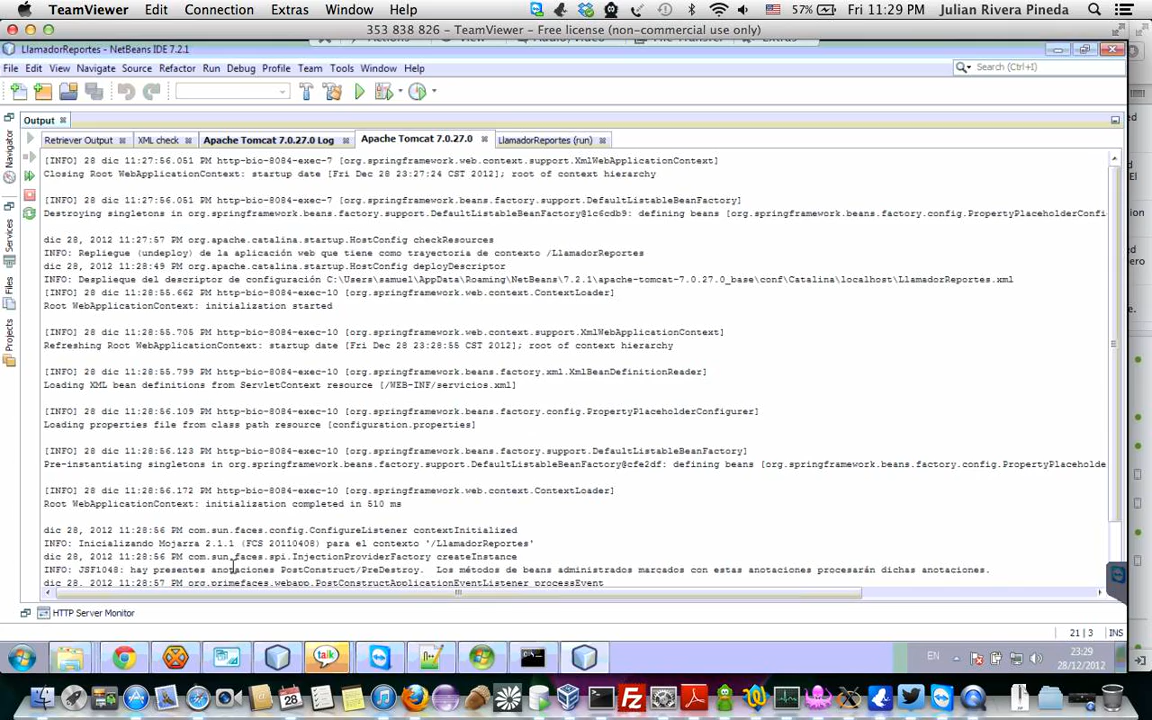 TeamViewer Connection Extras Window Help 57% Fri 11:29 PM Julian Rivera Pineda
353 838 826 – TeamViewer – Free license (non-commercial use only)
LlamadorReportes - NetBeans IDE 7.2.1
File Edit View Navigate Source Refactor Run Debug Profile Team Tools Window Help Search (Ctrl+I)
Output
Retriever Output XML check Apache Tomcat 7.0.27.0 Log Apache Tomcat 7.0.27.0 LlamadorReportes (run)
Navigator
Services
Files
Projects
[INFO] 28 dic 11:27:56.051 PM http-bio-8084-exec-7 [org.springframework.web.context.support.XmlWebApplicationContext]
Closing Root WebApplicationContext: startup date [Fri Dec 28 23:27:24 CST 2012]; root of context hierarchy
[INFO] 28 dic 11:27:56.051 PM http-bio-8084-exec-7 [org.springframework.beans.factory.support.DefaultListableBeanFactory]
Destroying singletons in org.springframework.beans.factory.support.DefaultListableBeanFactory@1c6cdb9: defining beans [org.springframework.beans.factory.config.PropertyPlaceholderConfi
dic 28, 2012 11:27:57 PM org.apache.catalina.startup.HostConfig checkResources
INFO: Repliegue (undeploy) de la aplicación web que tiene como trayectoria de contexto /LlamadorReportes
dic 28, 2012 11:28:49 PM org.apache.catalina.startup.HostConfig deployDescriptor
INFO: Despliegue del descriptor de configuración C:\Users\samuel\AppData\Roaming\NetBeans\7.2.1\apache-tomcat-7.0.27.0_base\conf\Catalina\localhost\LlamadorReportes.xml
[INFO] 28 dic 11:28:55.662 PM http-bio-8084-exec-10 [org.springframework.web.context.ContextLoader]
Root WebApplicationContext: initialization started
[INFO] 28 dic 11:28:55.705 PM http-bio-8084-exec-10 [org.springframework.web.context.support.XmlWebApplicationContext]
Refreshing Root WebApplicationContext: startup date [Fri Dec 28 23:28:55 CST 2012]; root of context hierarchy
[INFO] 28 dic 11:28:55.799 PM http-bio-8084-exec-10 [org.springframework.beans.factory.xml.XmlBeanDefinitionReader]
Loading XML bean definitions from ServletContext resource [/WEB-INF/servicios.xml]
[INFO] 28 dic 11:28:56.109 PM http-bio-8084-exec-10 [org.springframework.beans.factory.config.PropertyPlaceholderConfigurer]
Loading properties file from class path resource [configuration.properties]
[INFO] 28 dic 11:28:56.123 PM http-bio-8084-exec-10 [org.springframework.beans.factory.support.DefaultListableBeanFactory]
Pre-instantiating singletons in org.springframework.beans.factory.support.DefaultListableBeanFactory@cfe2df: defining beans [org.springframework.beans.factory.config.PropertyPlaceholde
[INFO] 28 dic 11:28:56.172 PM http-bio-8084-exec-10 [org.springframework.web.context.ContextLoader]
Root WebApplicationContext: initialization completed in 510 ms
dic 28, 2012 11:28:56 PM com.sun.faces.config.ConfigureListener contextInitialized
INFO: Inicializando Mojarra 2.1.1 (FCS 20110408) para el contexto '/LlamadorReportes'
dic 28, 2012 11:28:56 PM com.sun.faces.spi.InjectionProviderFactory createInstance
INFO: JSF1048: hay presentes anotaciones PostConstruct/PreDestroy. Los métodos de beans administrados marcados con estas anotaciones procesarán dichas anotaciones.
dic 28, 2012 11:28:57 PM org.primefaces.webapp.PostConstructApplicationEventListener processEvent
HTTP Server Monitor
21 | 3 INS
talk
EN 23:29
28/12/2012